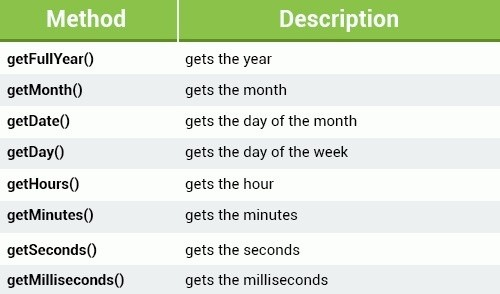 Method Description
getFullYear() gets the year
getMonth() gets the month
getDate() gets the day of the month
getDay() gets the day of the week
getHours() gets the hour
getMinutes() gets the minutes
getSeconds() gets the seconds
getMilliseconds() gets the milliseconds